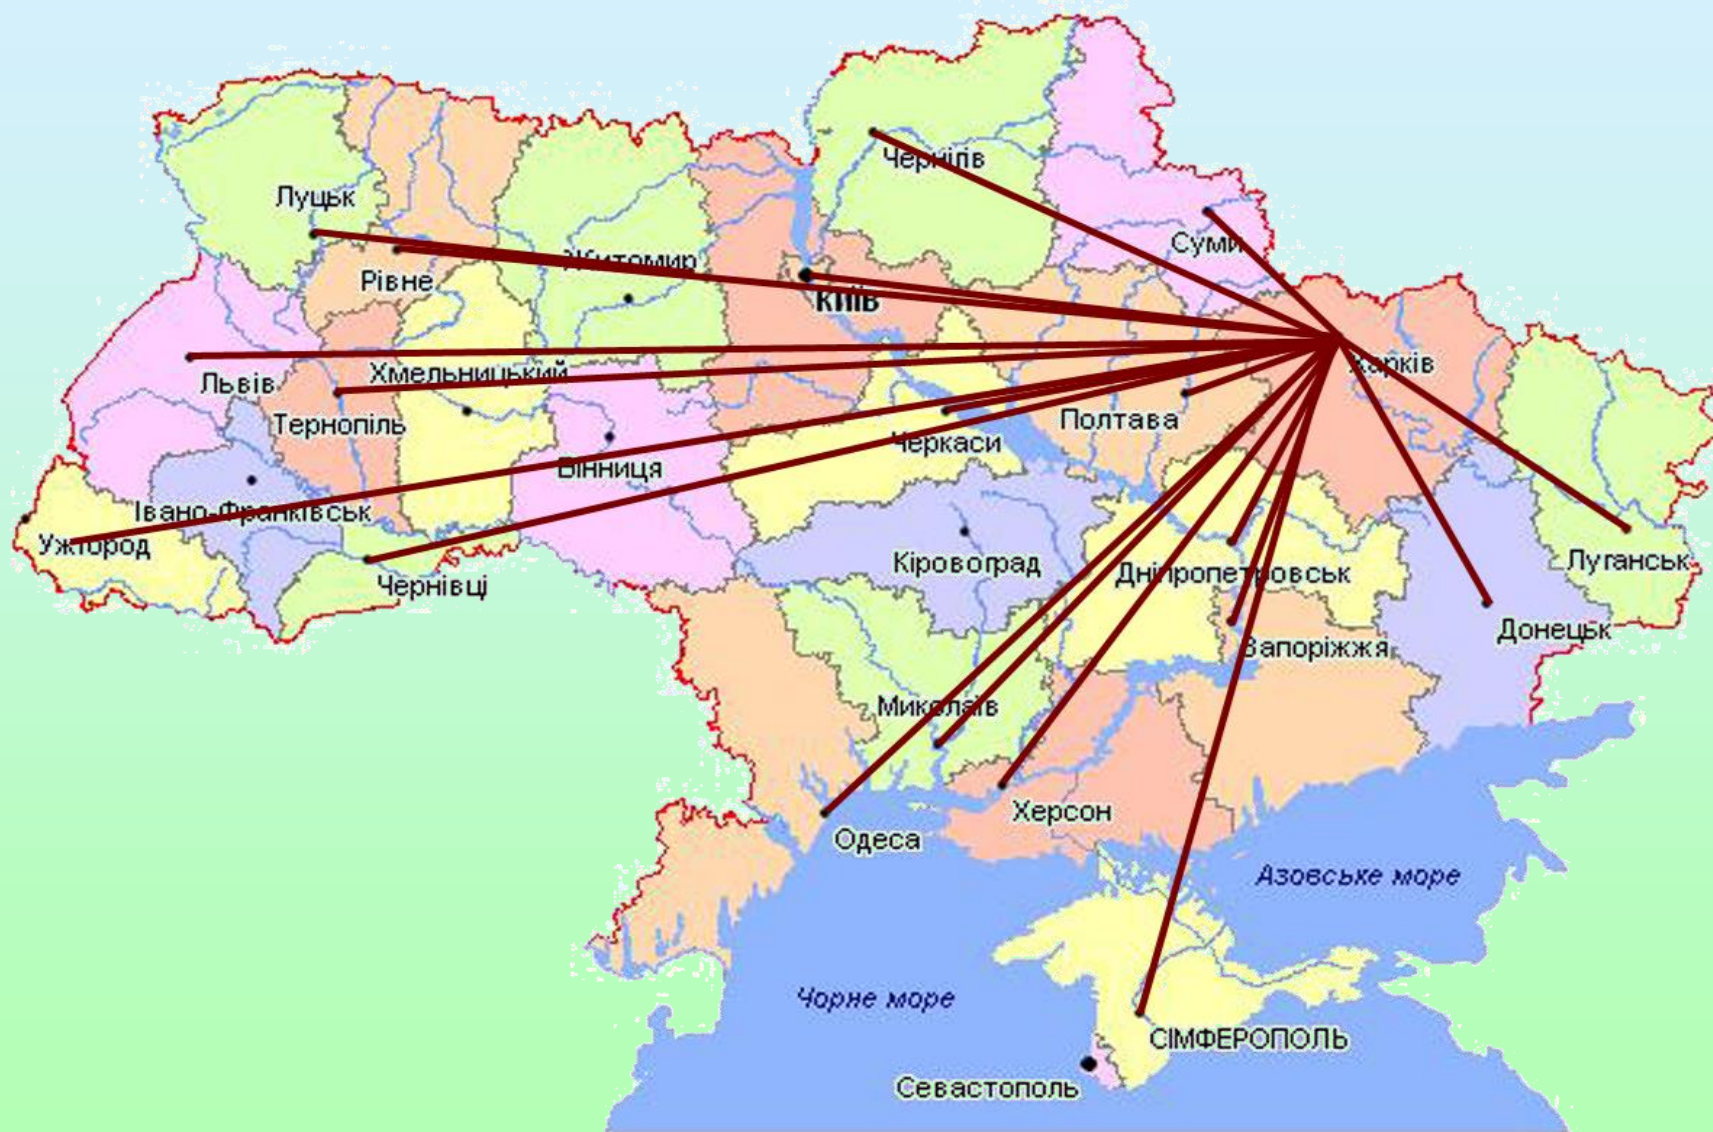 Чернігів
Луцьк
Суми
Житомир
Рівне
КИЇВ
Харків
Хмельницький
Львів
Тернопіль
Полтава
Черкаси
Вінниця
Івано-Франківськ
Ужгород
Чернівці
Кіровоград
Дніпропетровськ
Луганськ
Донецьк
Запоріжжя
Миколаїв
Херсон
Одеса
Азовське море
Чорне море
СІМФЕРОПОЛЬ
Севастополь